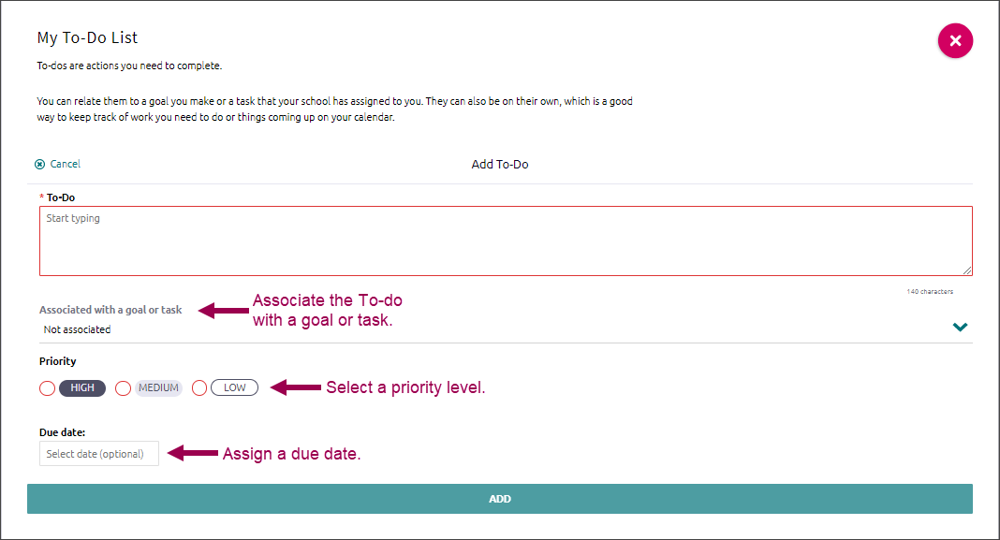 My To-Do List
To-dos are actions you need to complete.
You can relate them to a goal you make or a task that your school has assigned to you. They can also be on their own, which is a good
way to keep track of work you need to do or things coming up on your calendar.
Cancel
Add To-Do
* To-Do
Start typing
140 characters
Associated with a goal or task
Associate the To-do
with a goal or task.
Not associated
Priority
HIGH MEDIUM LOW
Select a priority level.
Due date:
Select date (optional)
Assign a due date.
ADD